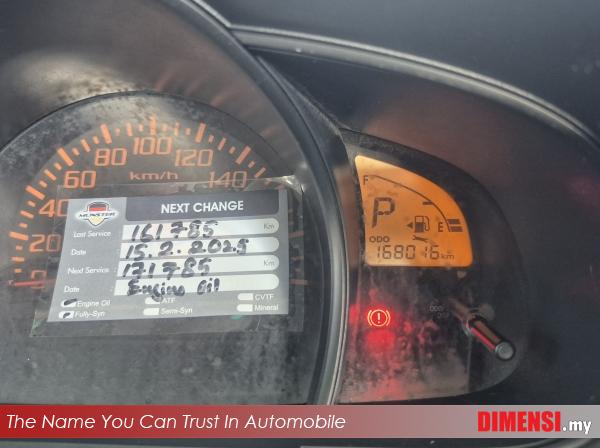 20
40
60
80
100
120
140
km/h
MUNSTER
NEXT CHANGE
Last Service 161785 Km
Date 15.2.2025
Next Service 171785 Km
Date Engine Oil
Engine Oil ATF CVTF
Fully-Syn Semi-Syn Mineral
F
P
E
ODO
168016 km
The Name You Can Trust In Automobile
DIMENSI.my